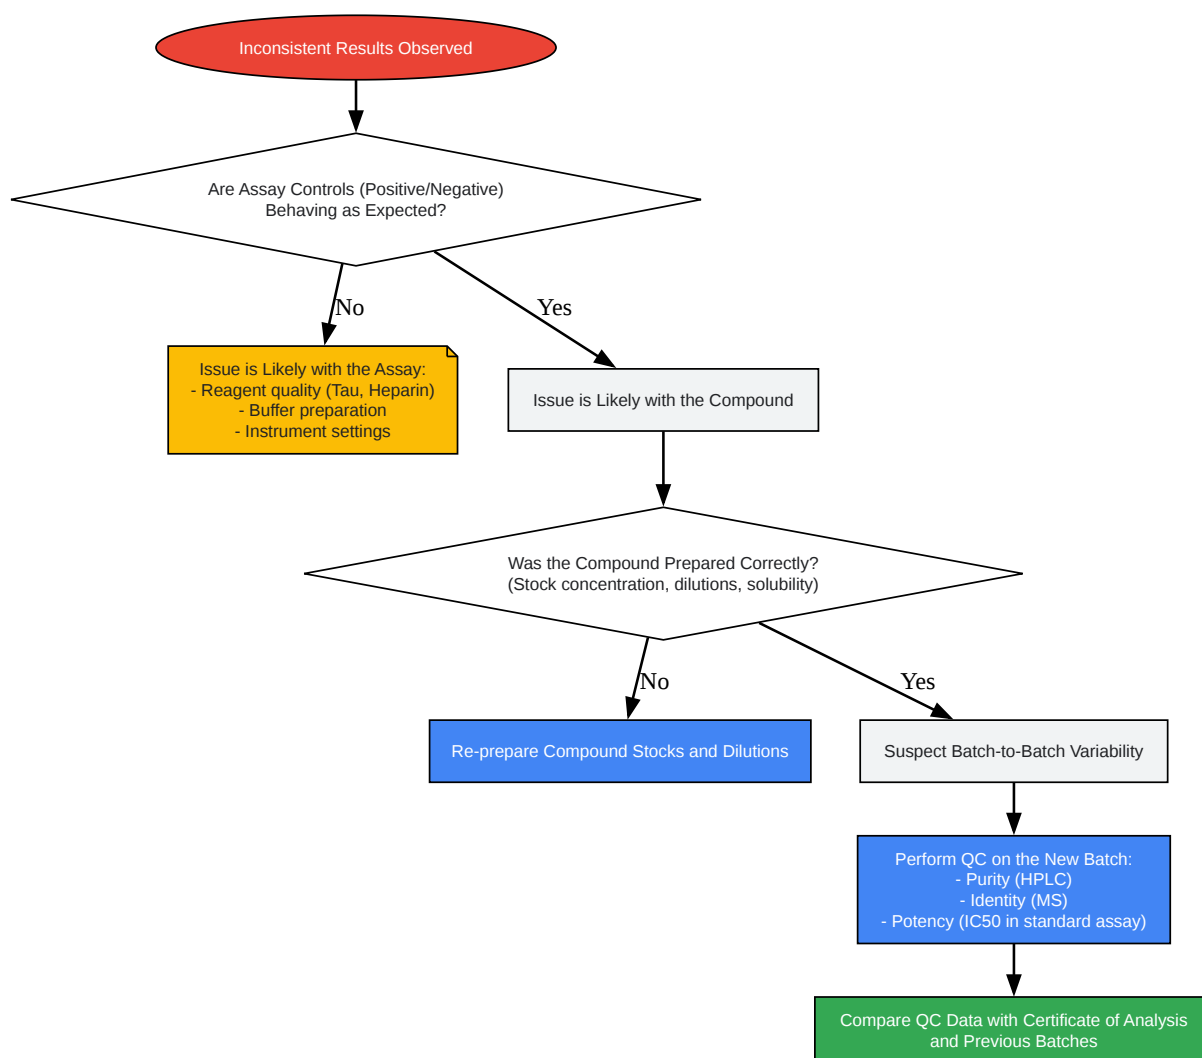 Inconsistent Results Observed
Are Assay Controls (Positive/Negative)
Behaving as Expected?
No
Yes
Issue is Likely with the Assay:
- Reagent quality (Tau, Heparin)
- Buffer preparation
- Instrument settings
Issue is Likely with the Compound
Was the Compound Prepared Correctly?
(Stock concentration, dilutions, solubility)
No
Yes
Re-prepare Compound Stocks and Dilutions
Suspect Batch-to-Batch Variability
Perform QC on the New Batch:
- Purity (HPLC)
- Identity (MS)
- Potency (IC50 in standard assay)
Compare QC Data with Certificate of Analysis
and Previous Batches